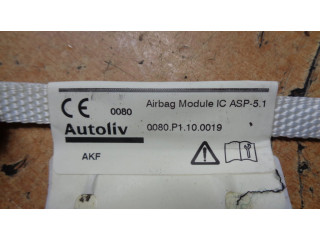 CE 0080
Airbag Module IC ASP-5.1
Autoliv
0080.P1.10.0019
AKF